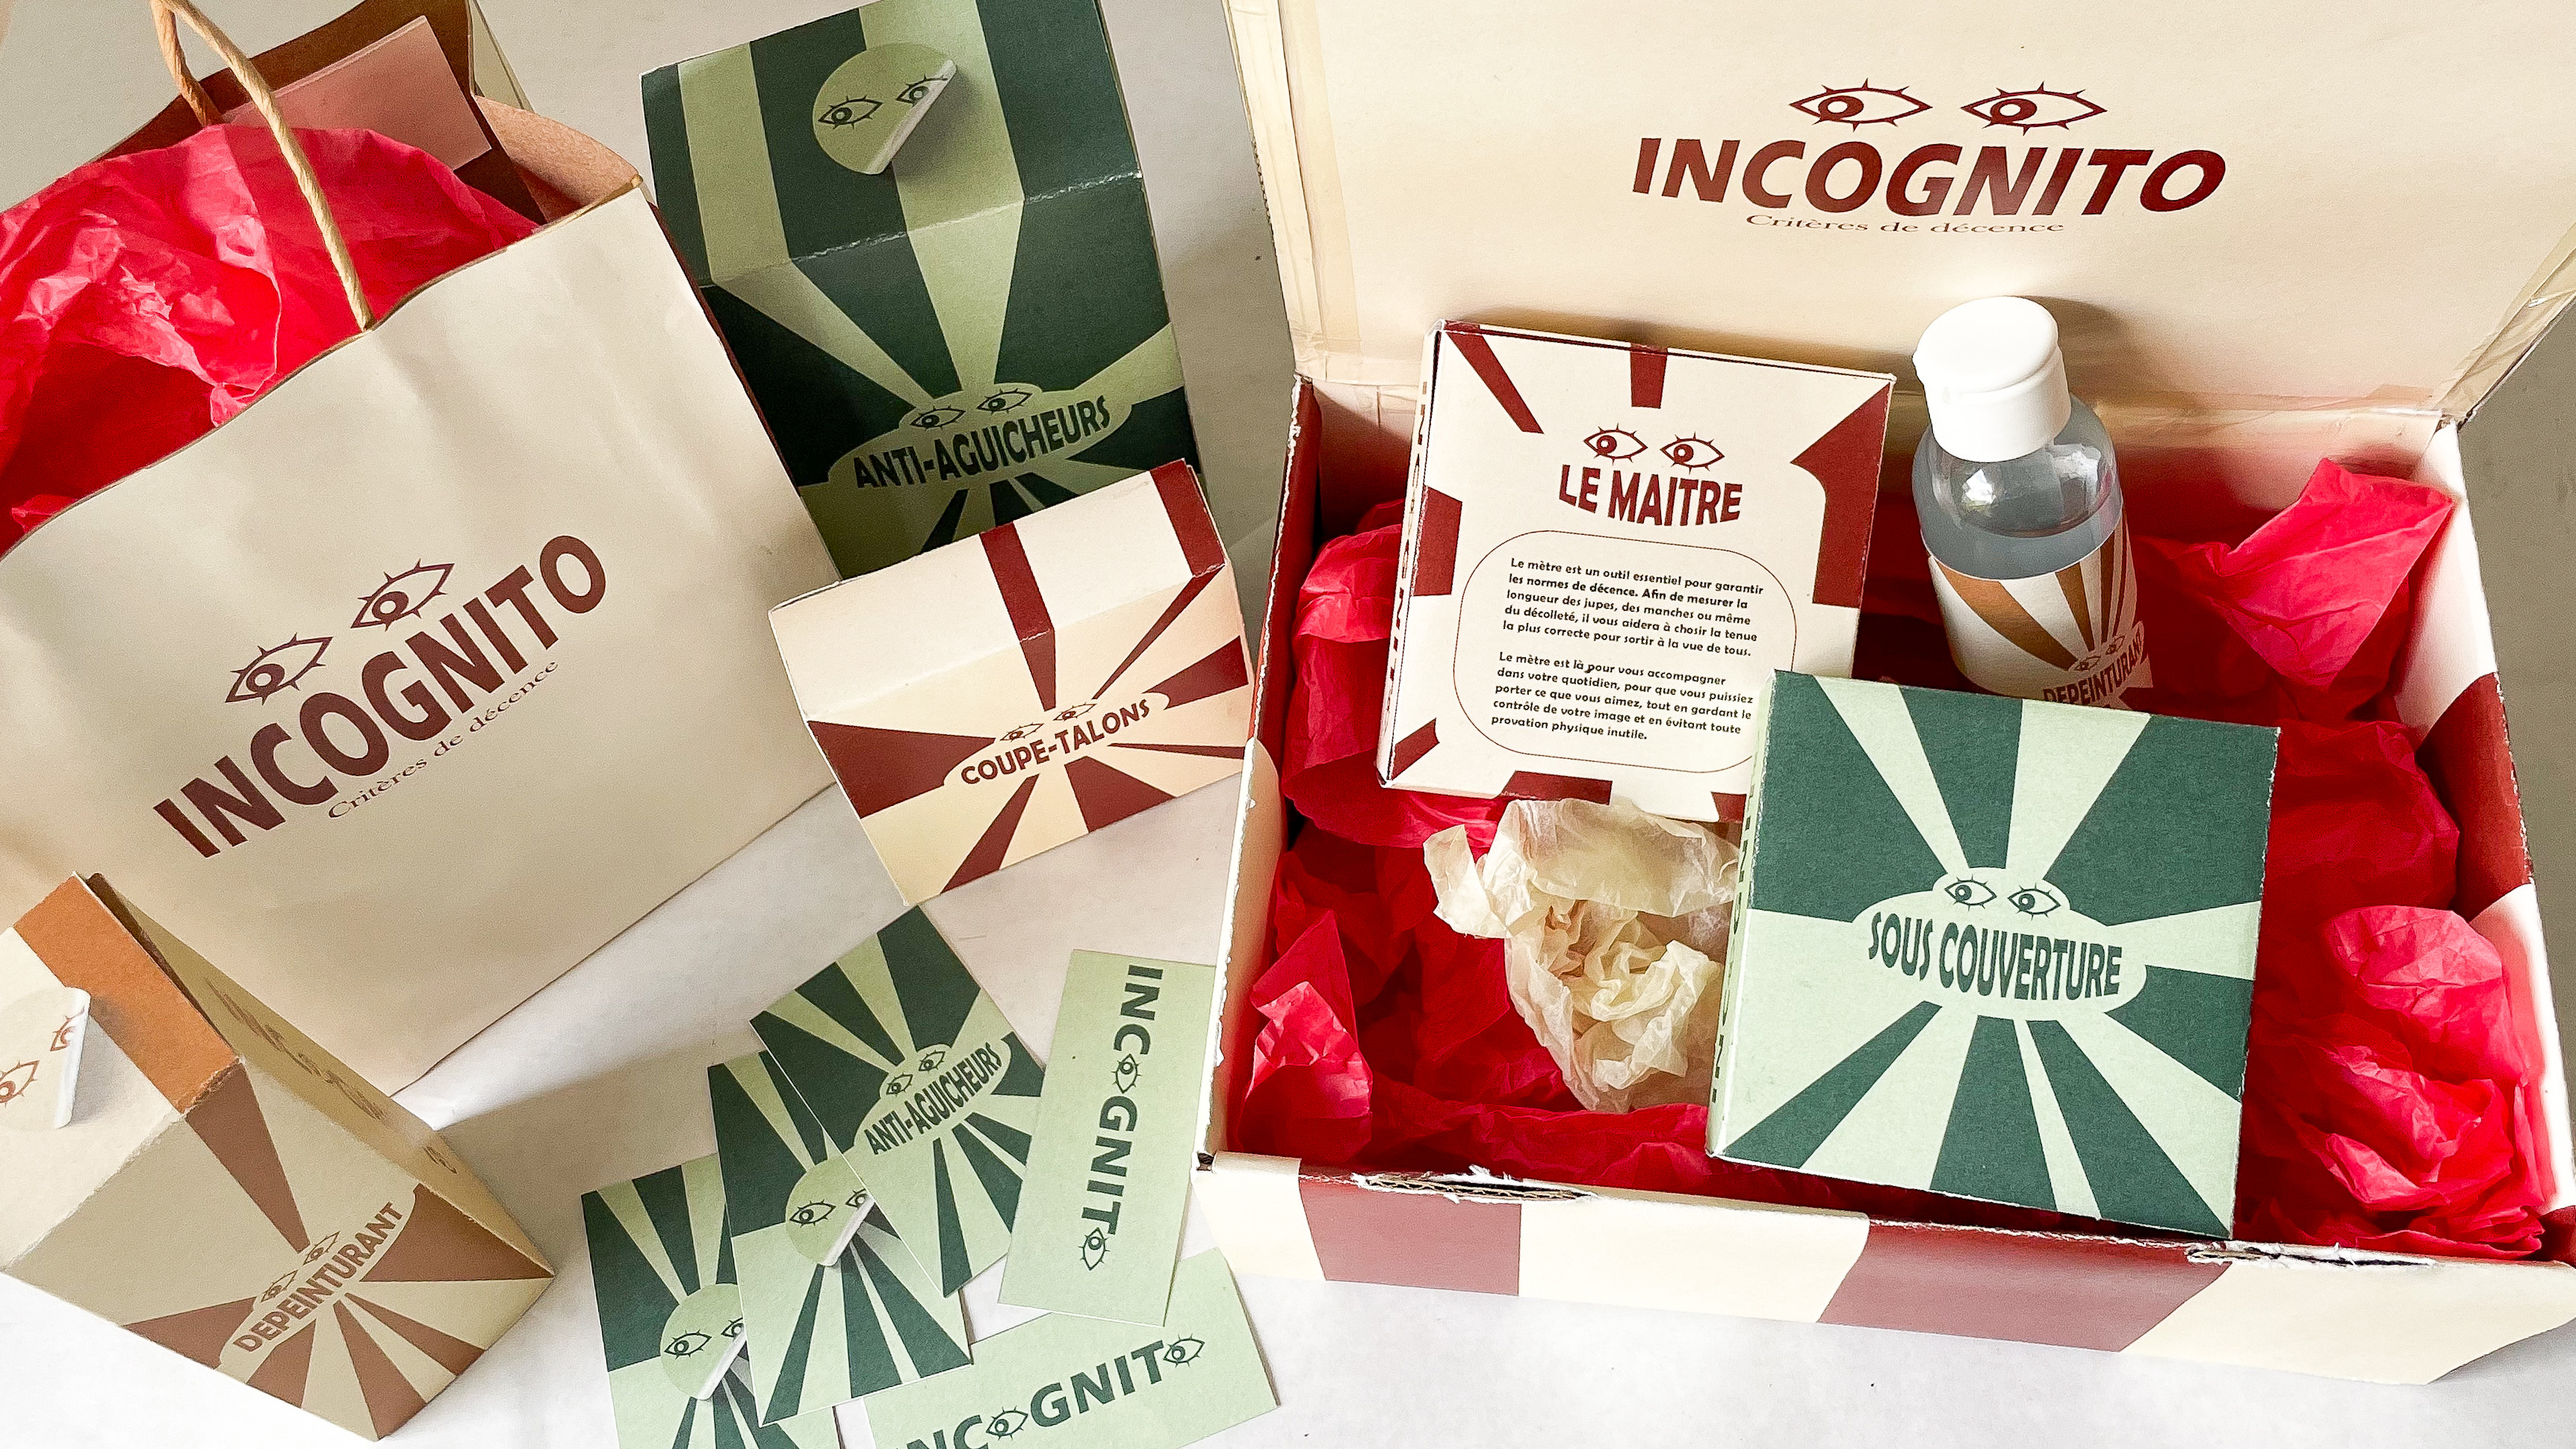 INCOGNITO
Critères de décence
ANTI-AGUICHEURS
COUPE-TALONS
DEPEINTURANT
ANTI-AGUICHEURS
INCOGNITO
INCOGNITO
INCOGNITO
Critères de décence
LE MAITRE
Le mètre est un outil essentiel pour garantir
les normes de décence. Afin de mesurer la
longueur des jupes, des manches ou même
du décolleté, il vous aidera à chosir la tenue
la plus correcte pour sortir à la vue de tous.
Le mètre est là pour vous accompagner
dans votre quotidien, pour que vous puissiez
porter ce que vous aimez, tout en gardant le
contrôle de votre image et en évitant toute
provation physique inutile.
DEPEINTURANT
SOUS COUVERTURE